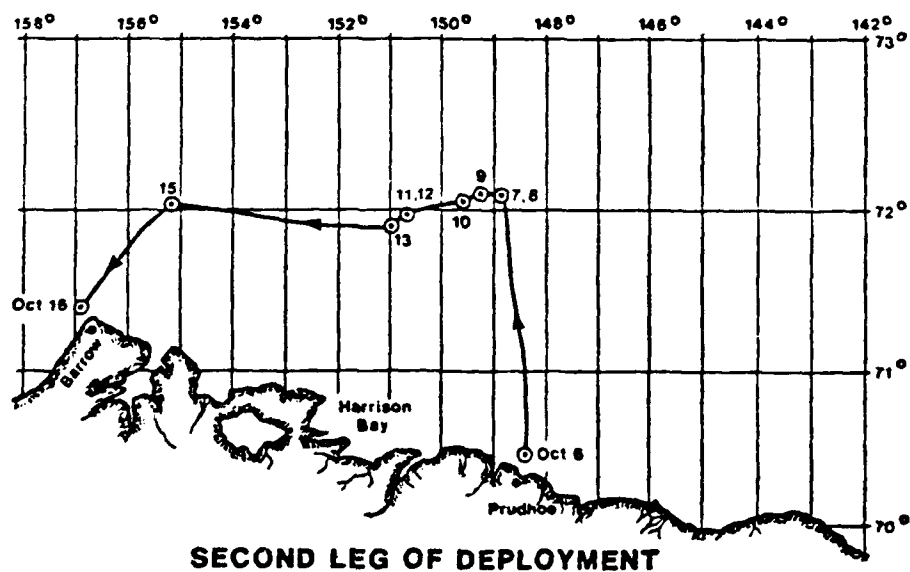 158° 156° 154° 152° 150° 148° 146° 144° 142°
73°
9
15
11,12
7,8
10
72°
13
Oct 16
Barrow
71°
Harrison
Bay
Oct 6
Prudhoe
70°
SECOND LEG OF DEPLOYMENT